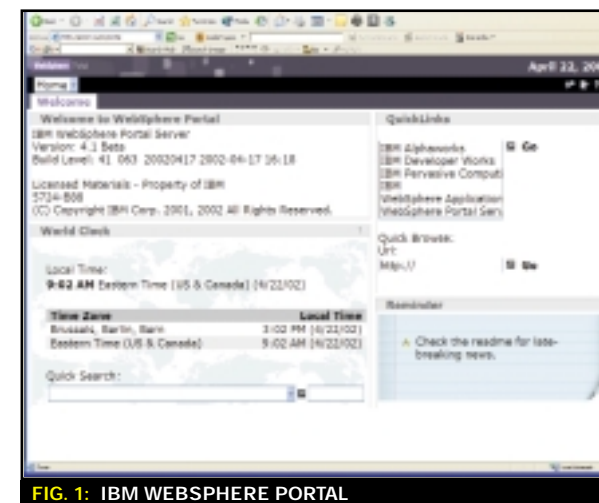 April 22, 200
Home
Welcome
Welcome to WebSphere Portal
IBM WebSphere Portal Server
Version: 4.1 Beta
Build Level: 41_063_20020417 2002-04-17 16:18
Licensed Materials - Property of IBM
5724-B88
(C) Copyright IBM Corp. 2001, 2002 All Rights Reserved.
World Clock
Local Time:
9:02 AM Eastern Time (US & Canada) (4/22/02)
Time Zone Local Time
Brussels, Berlin, Bern 3:02 PM (4/22/02)
Eastern Time (US & Canada) 9:02 AM (4/22/02)
Quick Search:
QuickLinks
IBM Alphaworks Go
IBM Developer Works
IBM Pervasive Computi
IBM
WebSphere Application
WebSphere Portal Serv
Quick Browse:
Url:
http:// Go
Reminder
Check the readme for late-
breaking news.
FIG. 1: IBM WEBSPHERE PORTAL